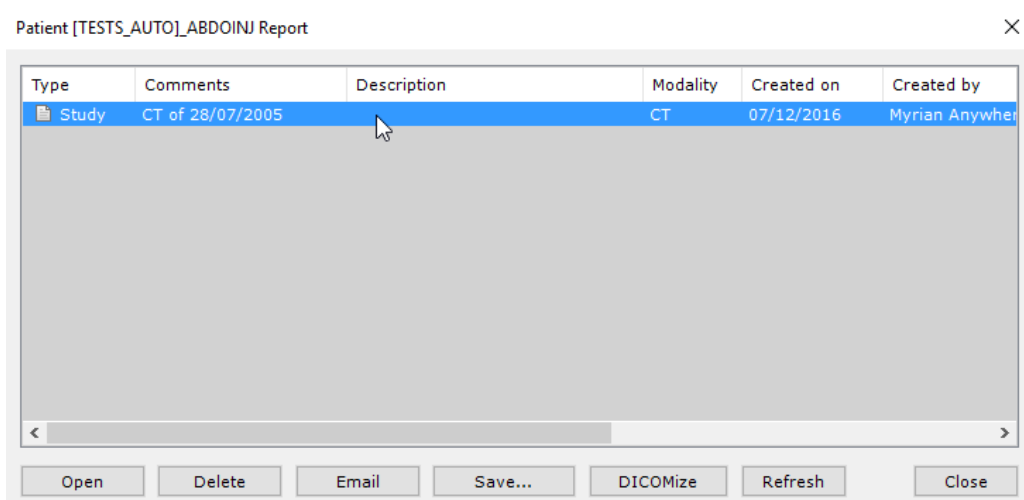 Patient [TESTS_AUTO]_ABDOINJ Report
Type Comments Description Modality Created on Created by
Study CT of 28/07/2005 CT 07/12/2016 Myrian Anywher
Open Delete Email Save... DICOMize Refresh Close